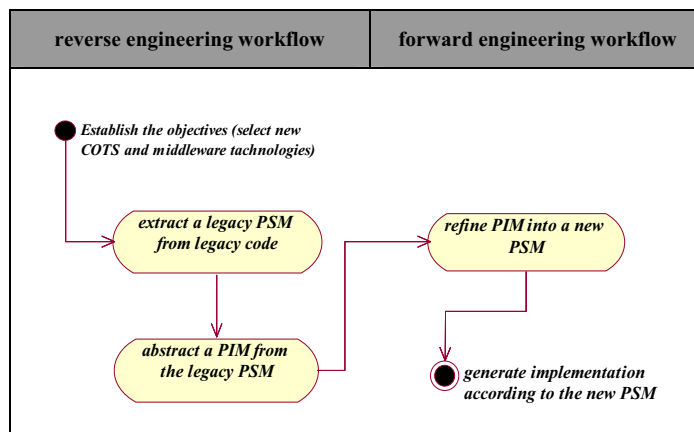 reverse engineering workflow
forward engineering workflow
Establish the objectives (select new
COTS and middleware tachnologies)
extract a legacy PSM
from legacy code
abstract a PIM from
the legacy PSM
refine PIM into a new
PSM
generate implementation
according to the new PSM